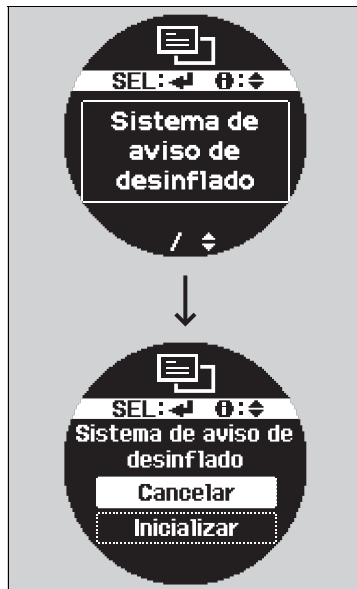 SEL:↵ i:⬍
Sistema de
aviso de
desinflado
/ ⬍
SEL:↵ i:⬍
Sistema de aviso de
desinflado
Cancelar
Inicializar